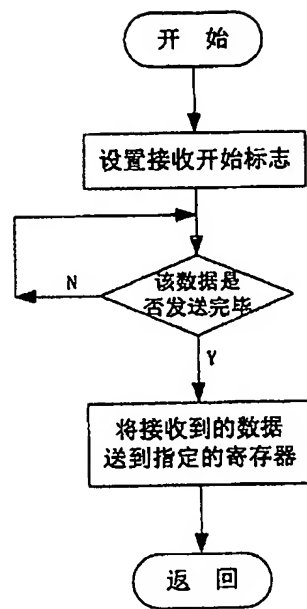 开 始
设置接收开始标志
该数据是
否发送完毕
N
Y
将接收到的数据
送到指定的寄存器
返 回